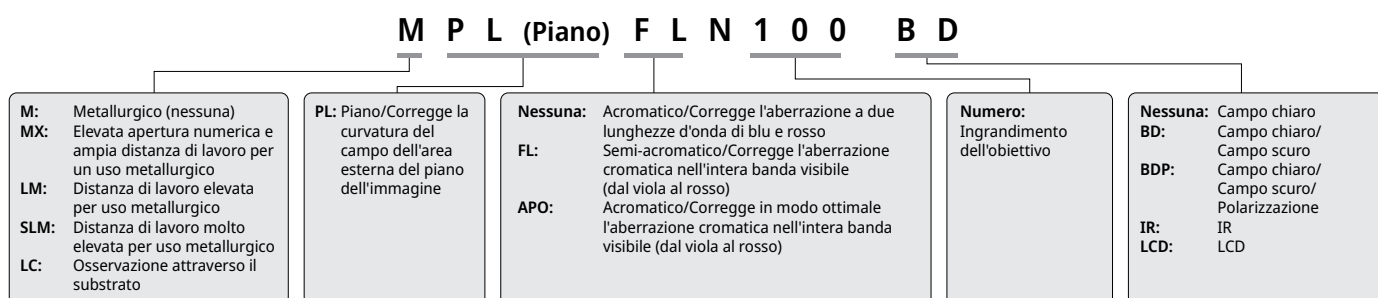 M P L (Piano) F L N 1 0 0 B D
M: Metallurgico (nessuna)
MX: Elevata apertura numerica e
ampia distanza di lavoro per
un uso metallurgico
LM: Distanza di lavoro elevata
per uso metallurgico
SLM: Distanza di lavoro molto
elevata per uso metallurgico
LC: Osservazione attraverso il
substrato
PL: Piano/Corregge la
curvatura del
campo dell'area
esterna del piano
dell'immagine
Nessuna: Acromatico/Corregge l'aberrazione a due
lunghezze d'onda di blu e rosso
FL: Semi-acromatico/Corregge l'aberrazione
cromatica nell'intera banda visibile
(dal viola al rosso)
APO: Acromatico/Corregge in modo ottimale
l'aberrazione cromatica nell'intera banda
visibile (dal viola al rosso)
Numero:
Ingrandimento
dell'obiettivo
Nessuna: Campo chiaro
BD: Campo chiaro/
Campo scuro
BDP: Campo chiaro/
Campo scuro/
Polarizzazione
IR: IR
LCD: LCD